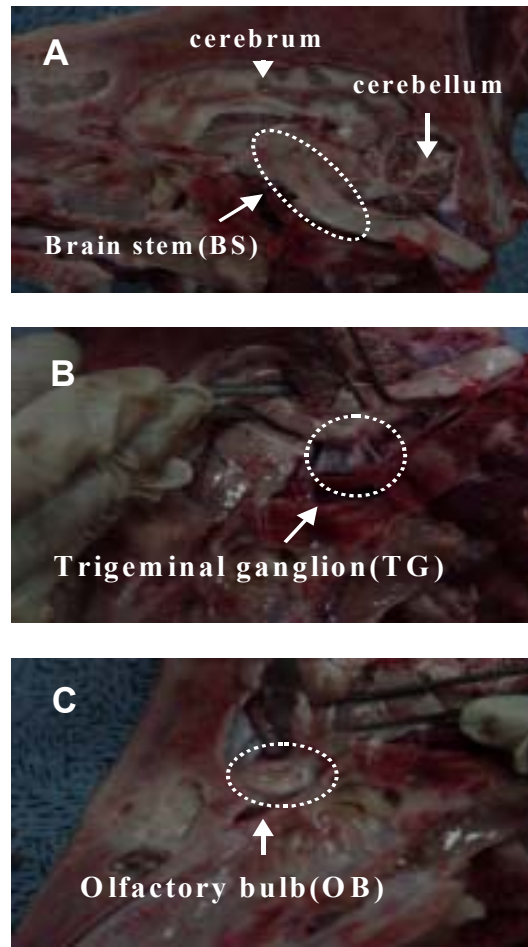 A
cerebrum
cerebellum
Brain stem(BS)
B
Trigeminal ganglion(TG)
C
Olfactory bulb(OB)